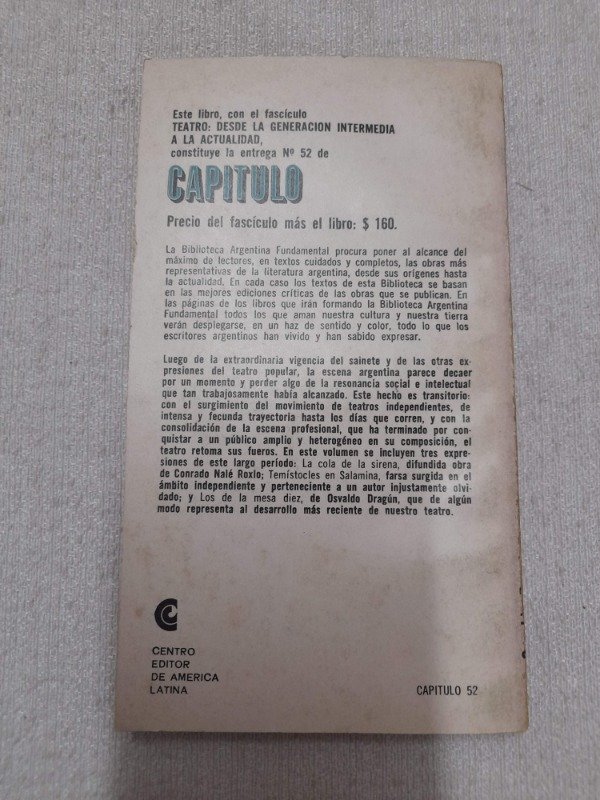 Este libro, con el fascículo
TEATRO: DESDE LA GENERACION INTERMEDIA
A LA ACTUALIDAD,
constituye la entrega Nº 52 de
CAPITULO
Precio del fascículo más el libro: $ 160.
La Biblioteca Argentina Fundamental procura poner al alcance del
máximo de lectores, en textos cuidados y completos, las obras más
representativas de la literatura argentina, desde sus orígenes hasta
la actualidad. En cada caso los textos de esta Biblioteca se basan
en las mejores ediciones críticas de las obras que se publican. En
las páginas de los libros que irán formando la Biblioteca Argentina
Fundamental todos los que aman nuestra cultura y nuestra tierra
verán desplegarse, en un haz de sentido y color, todo lo que los
escritores argentinos han vivido y han sabido expresar.
Luego de la extraordinaria vigencia del sainete y de las otras ex-
presiones del teatro popular, la escena argentina parece decaer
por un momento y perder algo de la resonancia social e intelectual
que tan trabajosamente había alcanzado. Este hecho es transitorio:
con el surgimiento del movimiento de teatros independientes, de
intensa y fecunda trayectoria hasta los días que corren, y con la
consolidación de la escena profesional, que ha terminado por con-
quistar a un público amplio y heterogéneo en su composición, el
teatro retoma sus fueros. En este volumen se incluyen tres expre-
siones de este largo período: La cola de la sirena, difundida obra
de Conrado Nalé Roxlo; Temístocles en Salamina, farsa surgida en el
ámbito independiente y perteneciente a un autor injustamente olvi-
dado; y Los de la mesa diez, de Osvaldo Dragún, que de algún
modo representa al desarrollo más reciente de nuestro teatro.
CENTRO
EDITOR
DE AMERICA
LATINA
CAPITULO 52